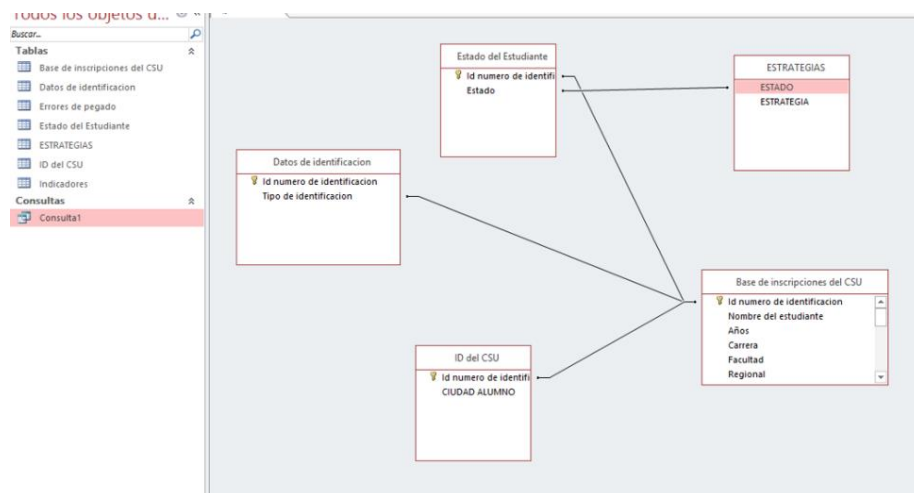 Todos los objetos d... « 
Buscar...
Tablas
Base de inscripciones del CSU
Datos de identificacion
Errores de pegado
Estado del Estudiante
ESTRATEGIAS
ID del CSU
Indicadores
Consultas
Consulta1
Estado del Estudiante
Id numero de identifi
Estado
ESTRATEGIAS
ESTADO
ESTRATEGIA
Datos de identificacion
Id numero de identificacion
Tipo de identificacion
Base de inscripciones del CSU
Id numero de identificacion
Nombre del estudiante
Años
Carrera
Facultad
Regional
ID del CSU
Id numero de identifi
CIUDAD ALUMNO